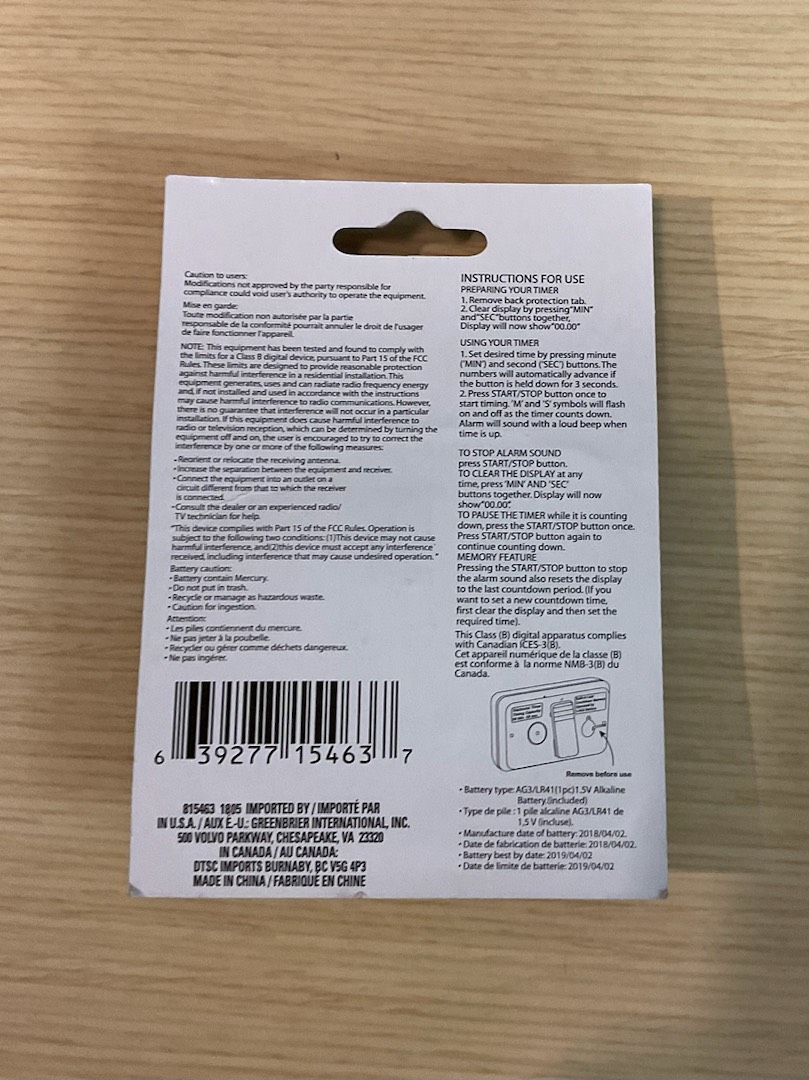 Caution to users:
Modifications not approved by the party responsible for
compliance could void user's authority to operate the equipment.
Mise en garde:
Toute modification non autorisée par la partie
responsable de la conformité pourrait annuler le droit de l'usager
de faire fonctionner l'appareil.
NOTE: This equipment has been tested and found to comply with
the limits for a Class B digital device, pursuant to Part 15 of the FCC
Rules. These limits are designed to provide reasonable protection
against harmful interference in a residential installation. This
equipment generates, uses and can radiate radio frequency energy
and, if not installed and used in accordance with the instructions
may cause harmful interference to radio communications. However,
there is no guarantee that interference will not occur in a particular
installation. If this equipment does cause harmful interference to
radio or television reception, which can be determined by turning the
equipment off and on, the user is encouraged to try to correct the
interference by one or more of the following measures:
- Reorient or relocate the receiving antenna.
• Increase the separation between the equipment and receiver.
• Connect the equipment into an outlet on a
circuit different from that to which the receiver
is connected.
• Consult the dealer or an experienced radio/
TV technician for help.
"This device complies with Part 15 of the FCC Rules. Operation is
subject to the following two conditions: (1)This device may not cause
harmful interference, and(2)this device must accept any interference
received, including interference that may cause undesired operation."
Battery caution:
• Battery contain Mercury.
• Do not put in trash.
• Recycle or manage as hazardous waste.
• Caution for ingestion.
Attention:
• Les piles contiennent du mercure.
• Ne pas jeter à la poubelle.
• Recycler ou gérer comme déchets dangereux.
• Ne pas ingérer.
6 39277 15463 7
815463 1805 IMPORTED BY / IMPORTÉ PAR
IN U.S.A. / AUX É.-U.: GREENBRIER INTERNATIONAL, INC.
500 VOLVO PARKWAY, CHESAPEAKE, VA 23320
IN CANADA / AU CANADA:
DTSC IMPORTS BURNABY, BC V5G 4P3
MADE IN CHINA / FABRIQUÉ EN CHINE
INSTRUCTIONS FOR USE
PREPARING YOUR TIMER
1. Remove back protection tab.
2. Clear display by pressing"MIN"
and"SEC"buttons together,
Display will now show"00.00"
USING YOUR TIMER
1. Set desired time by pressing minute
('MIN') and second ('SEC') buttons. The
numbers will automatically advance if
the button is held down for 3 seconds.
2. Press START/STOP button once to
start timing. 'M' and 'S' symbols will flash
on and off as the timer counts down.
Alarm will sound with a loud beep when
time is up.
TO STOP ALARM SOUND
press START/STOP button.
TO CLEAR THE DISPLAY at any
time, press 'MIN' AND 'SEC'
buttons together. Display will now
show"00.00".
TO PAUSE THE TIMER while it is counting
down, press the START/STOP button once.
Press START/STOP button again to
continue counting down.
MEMORY FEATURE
Pressing the START/STOP button to stop
the alarm sound also resets the display
to the last countdown period. (If you
want to set a new countdown time,
first clear the display and then set the
required time).
This Class (B) digital apparatus complies
with Canadian ICES-3(B).
Cet appareil numérique de la classe (B)
est conforme à la norme NMB-3(B) du
Canada.
Remove before use
• Battery type: AG3/LR41(1pc)1.5V Alkaline
Battery.(included)
• Type de pile : 1 pile alcaline AG3/LR41 de
1,5 V (incluse).
• Manufacture date of battery: 2018/04/02.
• Date de fabrication de batterie: 2018/04/02.
• Battery best by date: 2019/04/02
• Date de limite de batterie: 2019/04/02